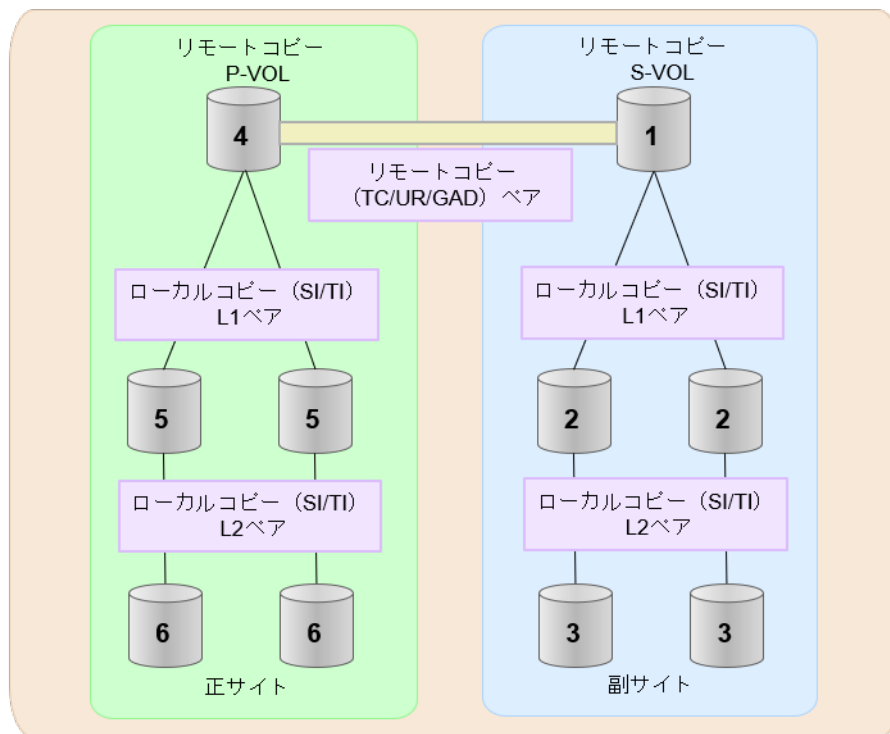 リモートコピー
P-VOL
リモートコピー
S-VOL
4
1
リモートコピー
（TC/UR/GAD）ペア
ローカルコピー（SI/TI）
L1ペア
ローカルコピー（SI/TI）
L1ペア
5
5
2
2
ローカルコピー（SI/TI）
L2ペア
ローカルコピー（SI/TI）
L2ペア
6
6
3
3
正サイト
副サイト